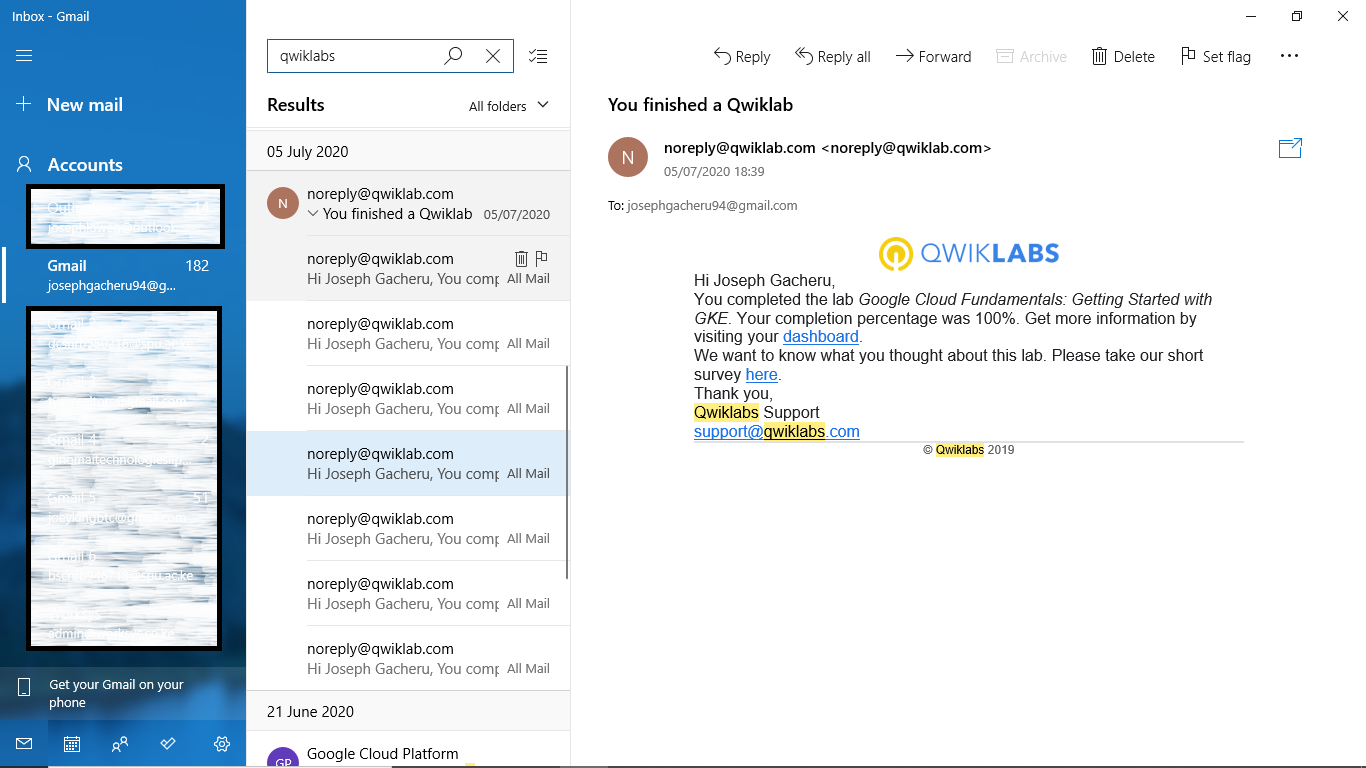 Inbox - Gmail
New mail
Accounts
Gmail 182
josephgacheru94@g...
Get your Gmail on your
phone
qwiklabs
Results All folders
05 July 2020
N
noreply@qwiklab.com
You finished a Qwiklab 05/07/2020
noreply@qwiklab.com
Hi Joseph Gacheru, You comp All Mail
noreply@qwiklab.com
Hi Joseph Gacheru, You comp All Mail
noreply@qwiklab.com
Hi Joseph Gacheru, You comp All Mail
noreply@qwiklab.com
Hi Joseph Gacheru, You comp All Mail
noreply@qwiklab.com
Hi Joseph Gacheru, You comp All Mail
noreply@qwiklab.com
Hi Joseph Gacheru, You comp All Mail
noreply@qwiklab.com
Hi Joseph Gacheru, You comp All Mail
21 June 2020
GP
Google Cloud Platform
Reply Reply all Forward Archive Delete Set flag
You finished a Qwiklab
N
noreply@qwiklab.com <noreply@qwiklab.com>
05/07/2020 18:39
To: josephgacheru94@gmail.com
QWIKLABS
Hi Joseph Gacheru,
You completed the lab Google Cloud Fundamentals: Getting Started with
GKE. Your completion percentage was 100%. Get more information by
visiting your dashboard.
We want to know what you thought about this lab. Please take our short
survey here.
Thank you,
Qwiklabs Support
support@qwiklabs.com
© Qwiklabs 2019